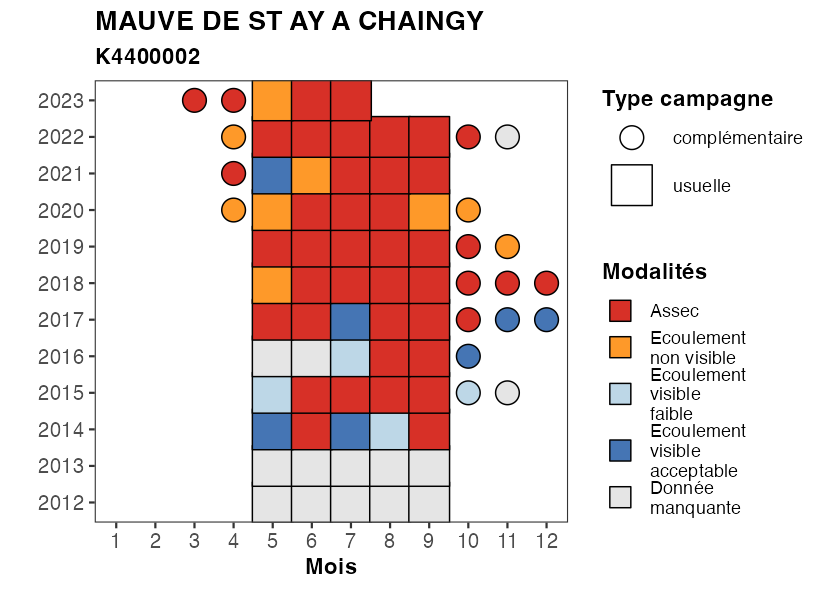 MAUVE DE ST AY A CHAINGY
K4400002
2023
2022
2021
2020
2019
2018
2017
2016
2015
2014
2013
2012
1 2 3 4 5 6 7 8 9 10 11 12
Mois
Type campagne
complémentaire
usuelle
Modalités
Assec
Ecoulement
non visible
Ecoulement
visible
faible
Ecoulement
visible
acceptable
Donnée
manquante